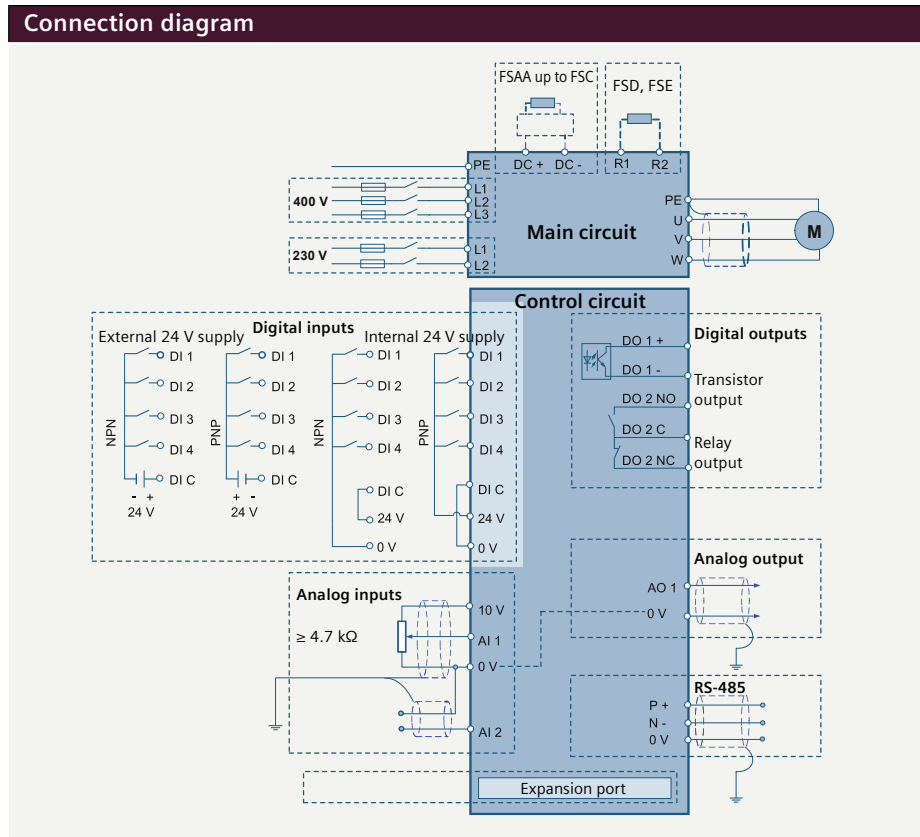 Connection diagram
FSAA up to FSC
FSD, FSE
PE
DC +
DC -
R1
R2
400 V
L1
L2
L3
230 V
L1
L2
Main circuit
PE
U
V
W
M
Control circuit
Digital inputs
External 24 V supply
Internal 24 V supply
NPN
DI 1
DI 2
DI 3
DI 4
DI C
- +
24 V
PNP
DI 1
DI 2
DI 3
DI 4
DI C
+ -
24 V
NPN
DI 1
DI 2
DI 3
DI 4
DI C
24 V
0 V
PNP
DI 1
DI 2
DI 3
DI 4
DI C
24 V
0 V
Digital outputs
DO 1 +
DO 1 -
Transistor
output
DO 2 NO
DO 2 C
DO 2 NC
Relay
output
Analog inputs
≥ 4.7 kΩ
10 V
AI 1
0 V
AI 2
Analog output
AO 1
0 V
RS-485
P +
N -
0 V
Expansion port